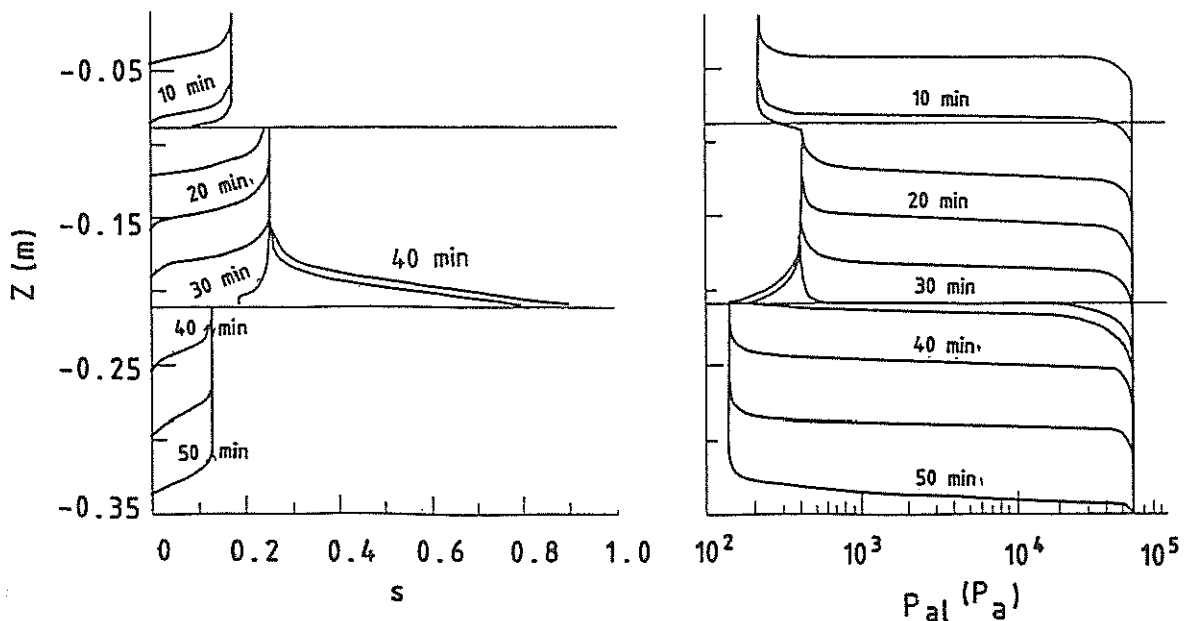 -0.05
-0.15
-0.25
-0.35
Z (m)
10 min
20 min.
30 min
40 min
40 min
50 min
0
0.2
0.4
0.6
0.8
1.0
s
10 min
20 min
30 min
40 min.
50 min.
10²
10³
10⁴
10⁵
Pal (Pa)